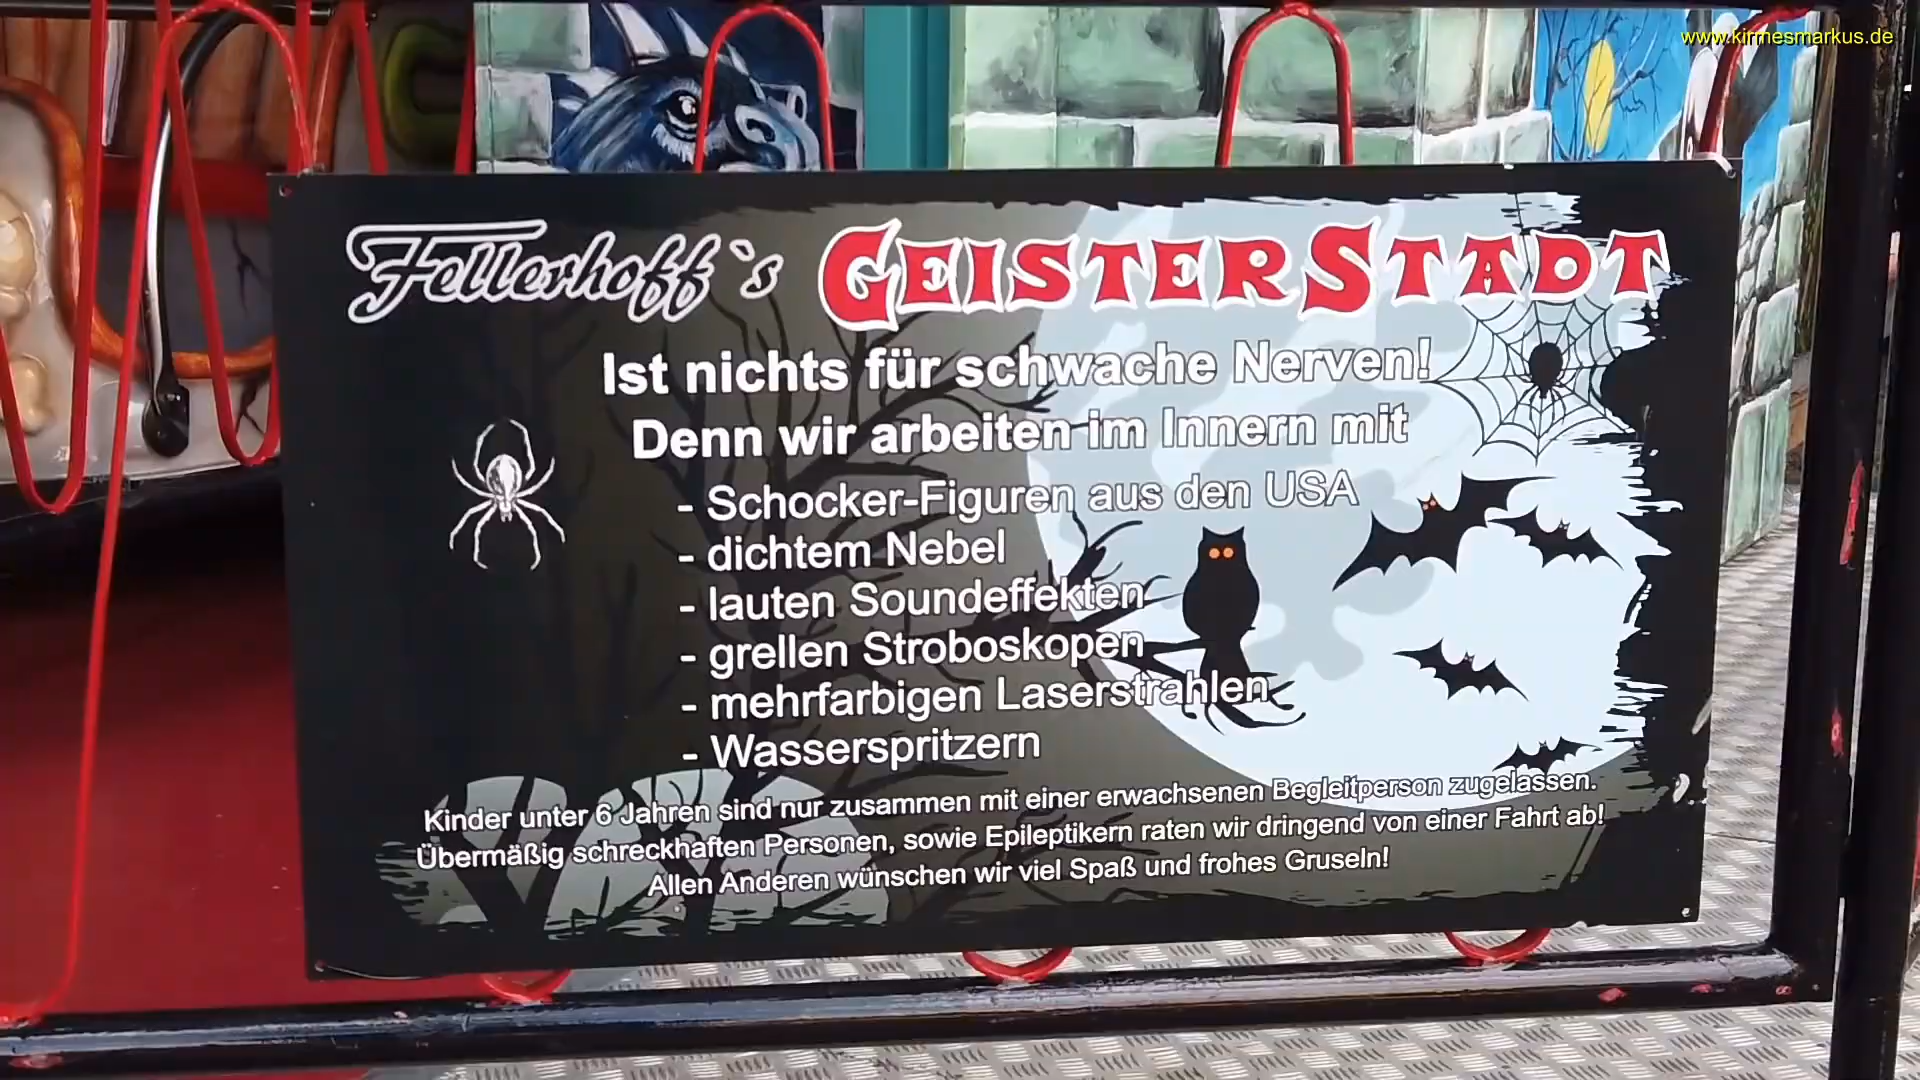 www.kirmesmarkus.de
Fellerhoff`s GEISTERSTADT
Ist nichts für schwache Nerven!
Denn wir arbeiten im Innern mit
- Schocker-Figuren aus den USA
- dichtem Nebel
- lauten Soundeffekten
- grellen Stroboskopen
- mehrfarbigen Laserstrahlen
- Wasserspritzern
Kinder unter 6 Jahren sind nur zusammen mit einer erwachsenen Begleitperson zugelassen.
Übermäßig schreckhaften Personen, sowie Epileptikern raten wir dringend von einer Fahrt ab!
Allen Anderen wünschen wir viel Spaß und frohes Gruseln!